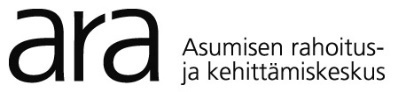 ara
Asumisen rahoitus-
ja kehittämiskeskus